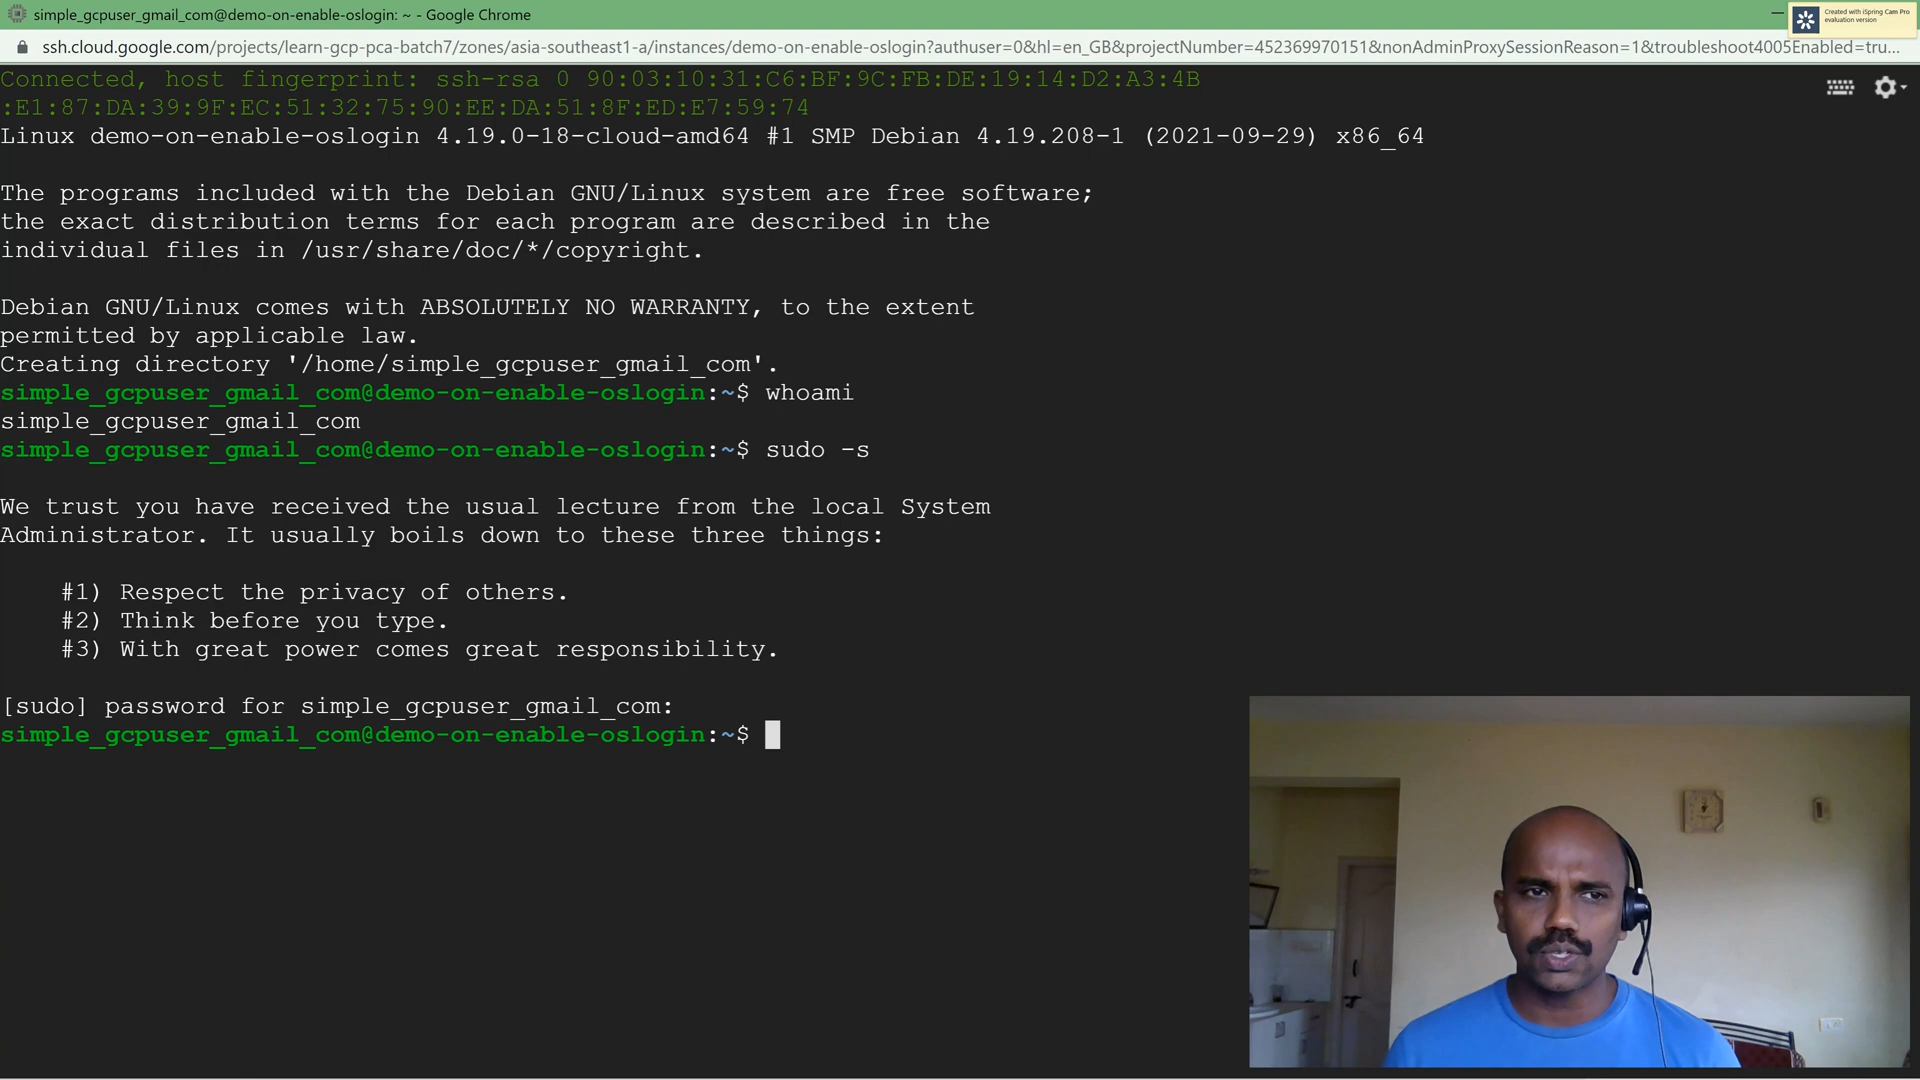 simple_gcpuser_gmail_com@demo-on-enable-oslogin: ~ - Google Chrome
Created with iSpring Cam Pro
evaluation version
ssh.cloud.google.com/projects/learn-gcp-pca-batch7/zones/asia-southeast1-a/instances/demo-on-enable-oslogin?authuser=0&hl=en_GB&projectNumber=452369970151&nonAdminProxySessionReason=1&troubleshoot4005Enabled=tru...
Connected, host fingerprint: ssh-rsa 0 90:03:10:31:C6:BF:9C:FB:DE:19:14:D2:A3:4B
:E1:87:DA:39:9F:EC:51:32:75:90:EE:DA:51:8F:ED:E7:59:74
Linux demo-on-enable-oslogin 4.19.0-18-cloud-amd64 #1 SMP Debian 4.19.208-1 (2021-09-29) x86_64
The programs included with the Debian GNU/Linux system are free software;
the exact distribution terms for each program are described in the
individual files in /usr/share/doc/*/copyright.
Debian GNU/Linux comes with ABSOLUTELY NO WARRANTY, to the extent
permitted by applicable law.
Creating directory '/home/simple_gcpuser_gmail_com'.
simple_gcpuser_gmail_com@demo-on-enable-oslogin:~$ whoami
simple_gcpuser_gmail_com
simple_gcpuser_gmail_com@demo-on-enable-oslogin:~$ sudo -s
We trust you have received the usual lecture from the local System
Administrator. It usually boils down to these three things:
#1) Respect the privacy of others.
#2) Think before you type.
#3) With great power comes great responsibility.
[sudo] password for simple_gcpuser_gmail_com:
simple_gcpuser_gmail_com@demo-on-enable-oslogin:~$